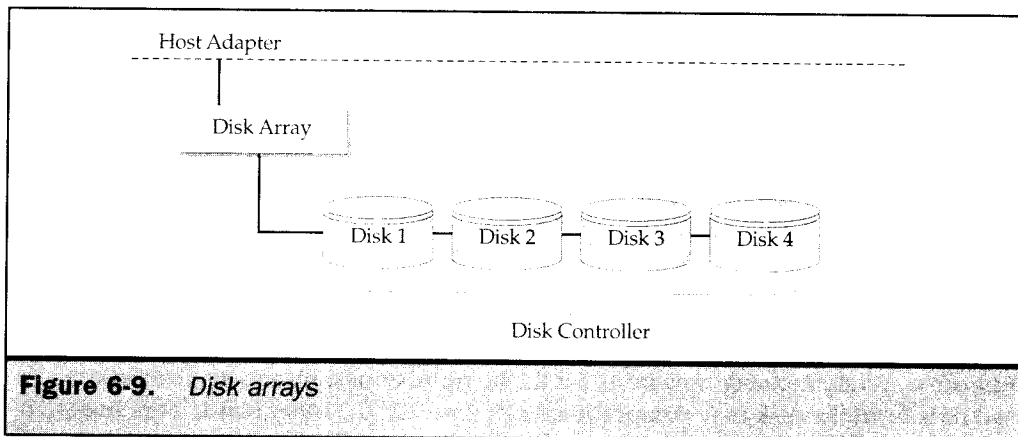 Host Adapter
Disk Array
Disk 1 Disk 2 Disk 3 Disk 4
Disk Controller
Figure 6-9. Disk arrays